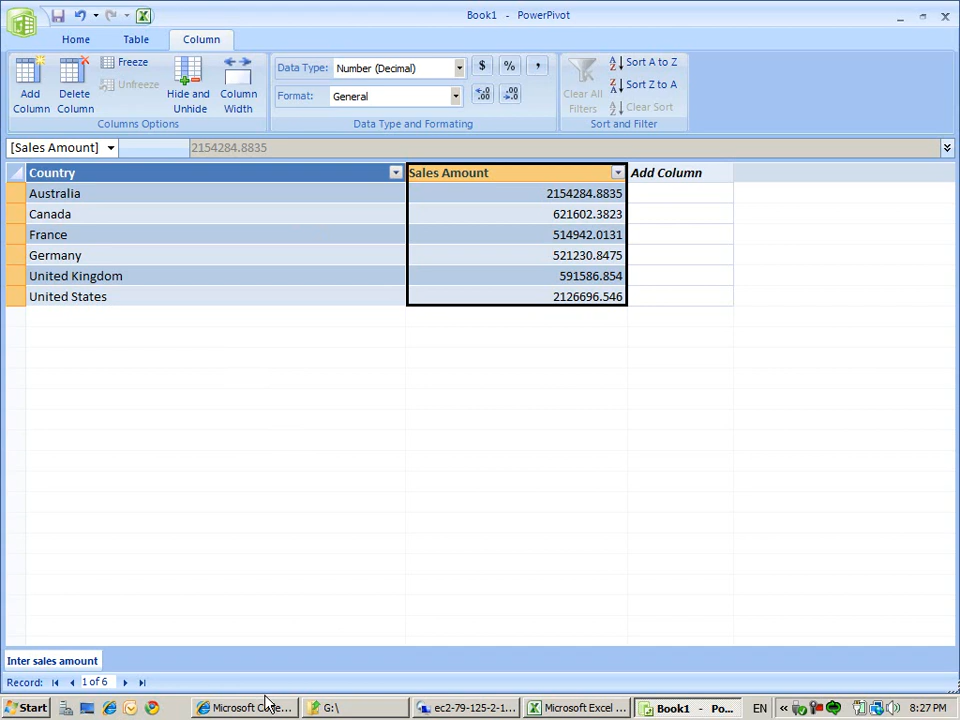 Book1 - PowerPivot
Home Table Column
Add Column
Delete Column
Freeze
Unfreeze
Hide and Unhide
Column Width
Columns Options
Data Type: Number (Decimal)
$ % ,
Format: General
.00 .00
Data Type and Formatting
Clear All Filters
Sort A to Z
Sort Z to A
Clear Sort
Sort and Filter
[Sales Amount] 2154284.8835
Country Sales Amount Add Column
Australia 2154284.8835
Canada 621602.3823
France 514942.0131
Germany 521230.8475
United Kingdom 591586.854
United States 2126696.546
Inter sales amount
Record: 1 of 6
Start Microsoft G:\ ec2-79-125-2-1... Microsoft Excel ... Book1 - Po... EN 8:27 PM